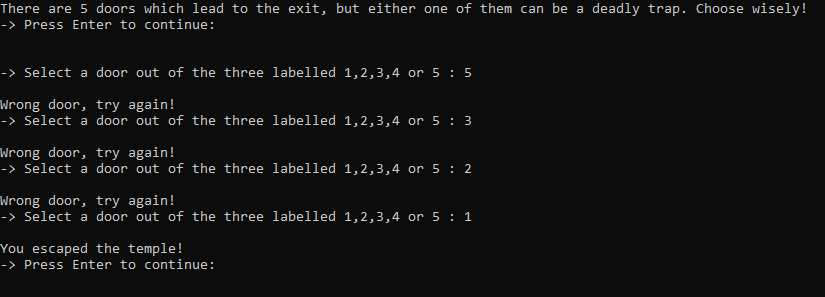 There are 5 doors which lead to the exit, but either one of them can be a deadly trap. Choose wisely!
-> Press Enter to continue:
-> Select a door out of the three labelled 1,2,3,4 or 5 : 5
Wrong door, try again!
-> Select a door out of the three labelled 1,2,3,4 or 5 : 3
Wrong door, try again!
-> Select a door out of the three labelled 1,2,3,4 or 5 : 2
Wrong door, try again!
-> Select a door out of the three labelled 1,2,3,4 or 5 : 1
You escaped the temple!
-> Press Enter to continue: